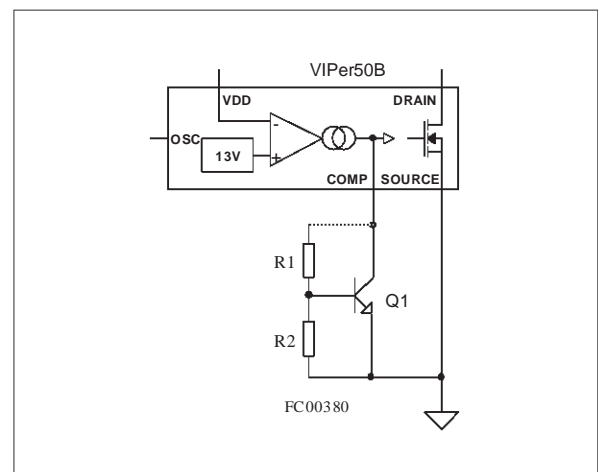 VIPer50B
VDD
DRAIN
OSC
-
13V
+
COMP
SOURCE
R1
Q1
R2
FC00380